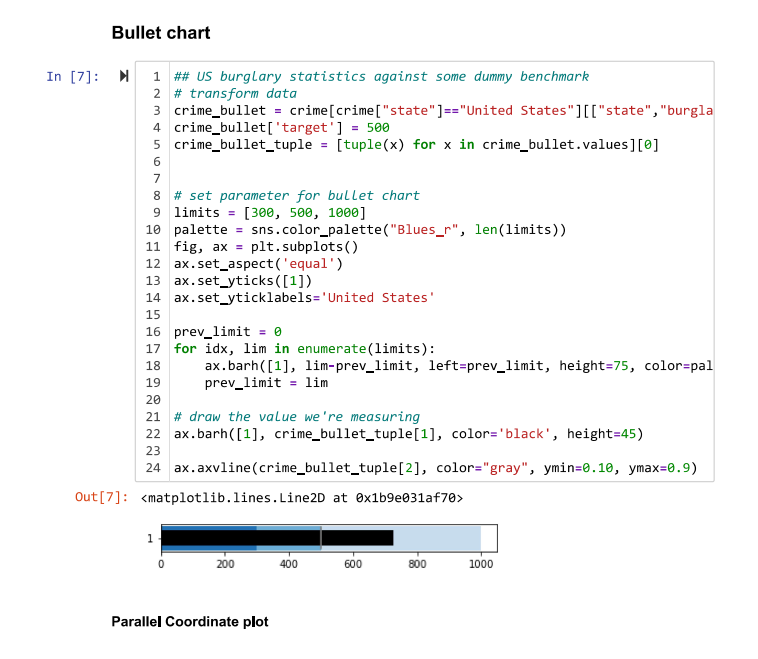 Bullet chart
In [7]:
1 ## US burglary statistics against some dummy benchmark
2 # transform data
3 crime_bullet = crime[crime["state"]=="United States"][["state","burgla
4 crime_bullet['target'] = 500
5 crime_bullet_tuple = [tuple(x) for x in crime_bullet.values][0]
6
7
8 # set parameter for bullet chart
9 limits = [300, 500, 1000]
10 palette = sns.color_palette("Blues_r", len(limits))
11 fig, ax = plt.subplots()
12 ax.set_aspect('equal')
13 ax.set_yticks([1])
14 ax.set_yticklabels='United States'
15
16 prev_limit = 0
17 for idx, lim in enumerate(limits):
18     ax.barh([1], lim-prev_limit, left=prev_limit, height=75, color=pal
19     prev_limit = lim
20
21 # draw the value we're measuring
22 ax.barh([1], crime_bullet_tuple[1], color='black', height=45)
23
24 ax.axvline(crime_bullet_tuple[2], color="gray", ymin=0.10, ymax=0.9)
Out[7]: <matplotlib.lines.Line2D at 0x1b9e031af70>
1
0 200 400 600 800 1000
Parallel Coordinate plot